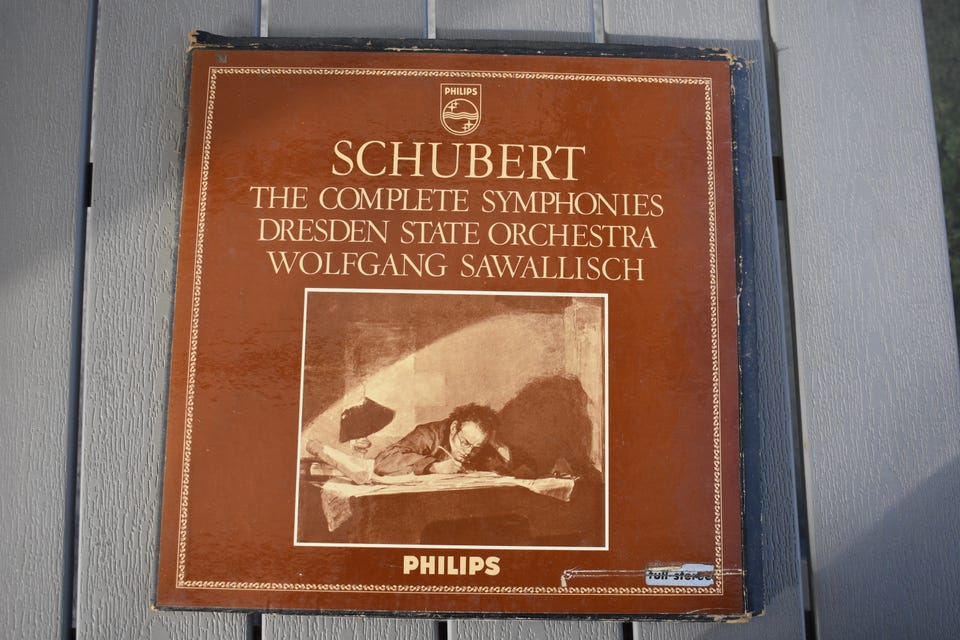 PHILIPS
SCHUBERT
THE COMPLETE SYMPHONIES
DRESDEN STATE ORCHESTRA
WOLFGANG SAWALLISCH
PHILIPS
full-stereo